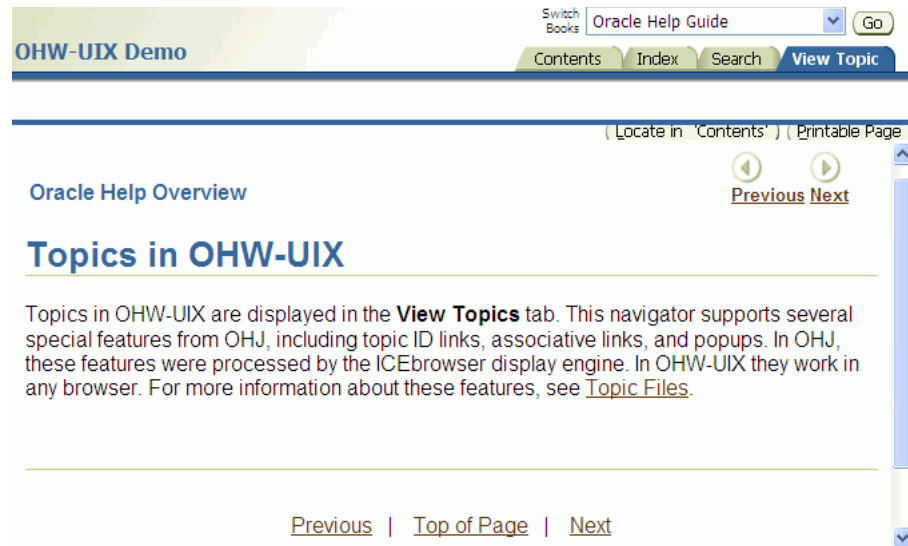 Switch Books Oracle Help Guide Go
OHW-UIX Demo
Contents Index Search View Topic
Locate in 'Contents' Printable Page
Previous Next
Oracle Help Overview
Topics in OHW-UIX
Topics in OHW-UIX are displayed in the View Topics tab. This navigator supports several
special features from OHJ, including topic ID links, associative links, and popups. In OHJ,
these features were processed by the ICEbrowser display engine. In OHW-UIX they work in
any browser. For more information about these features, see Topic Files.
Previous | Top of Page | Next